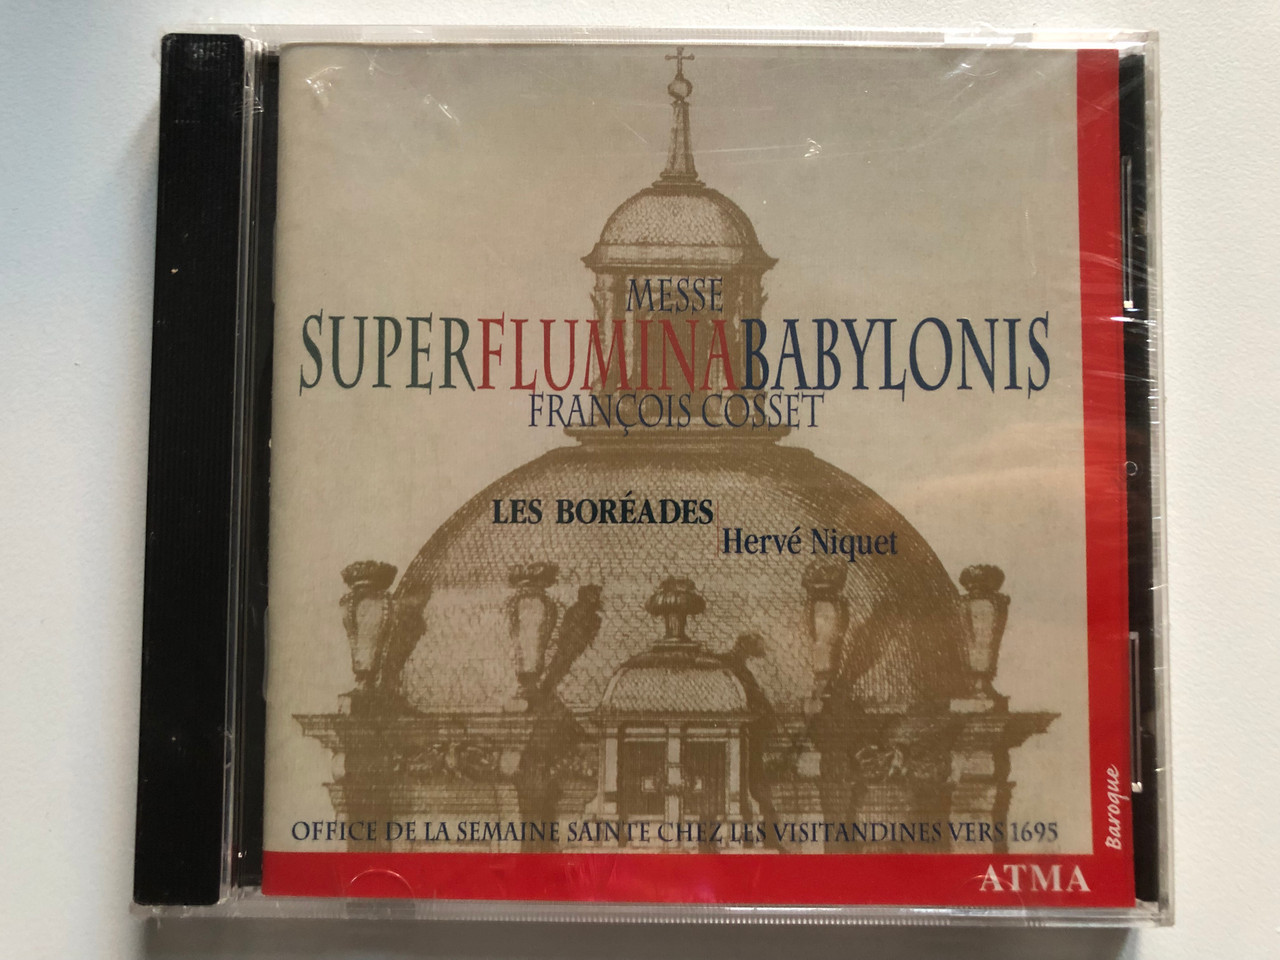 MESSE
SUPERFLUMINABABYLONIS
FRANÇOIS COSSET
LES BORÉADES
Hervé Niquet
OFFICE DE LA SEMAINE SAINTE CHEZ LES VISITANDINES VERS 1695
Baroque
ATMA